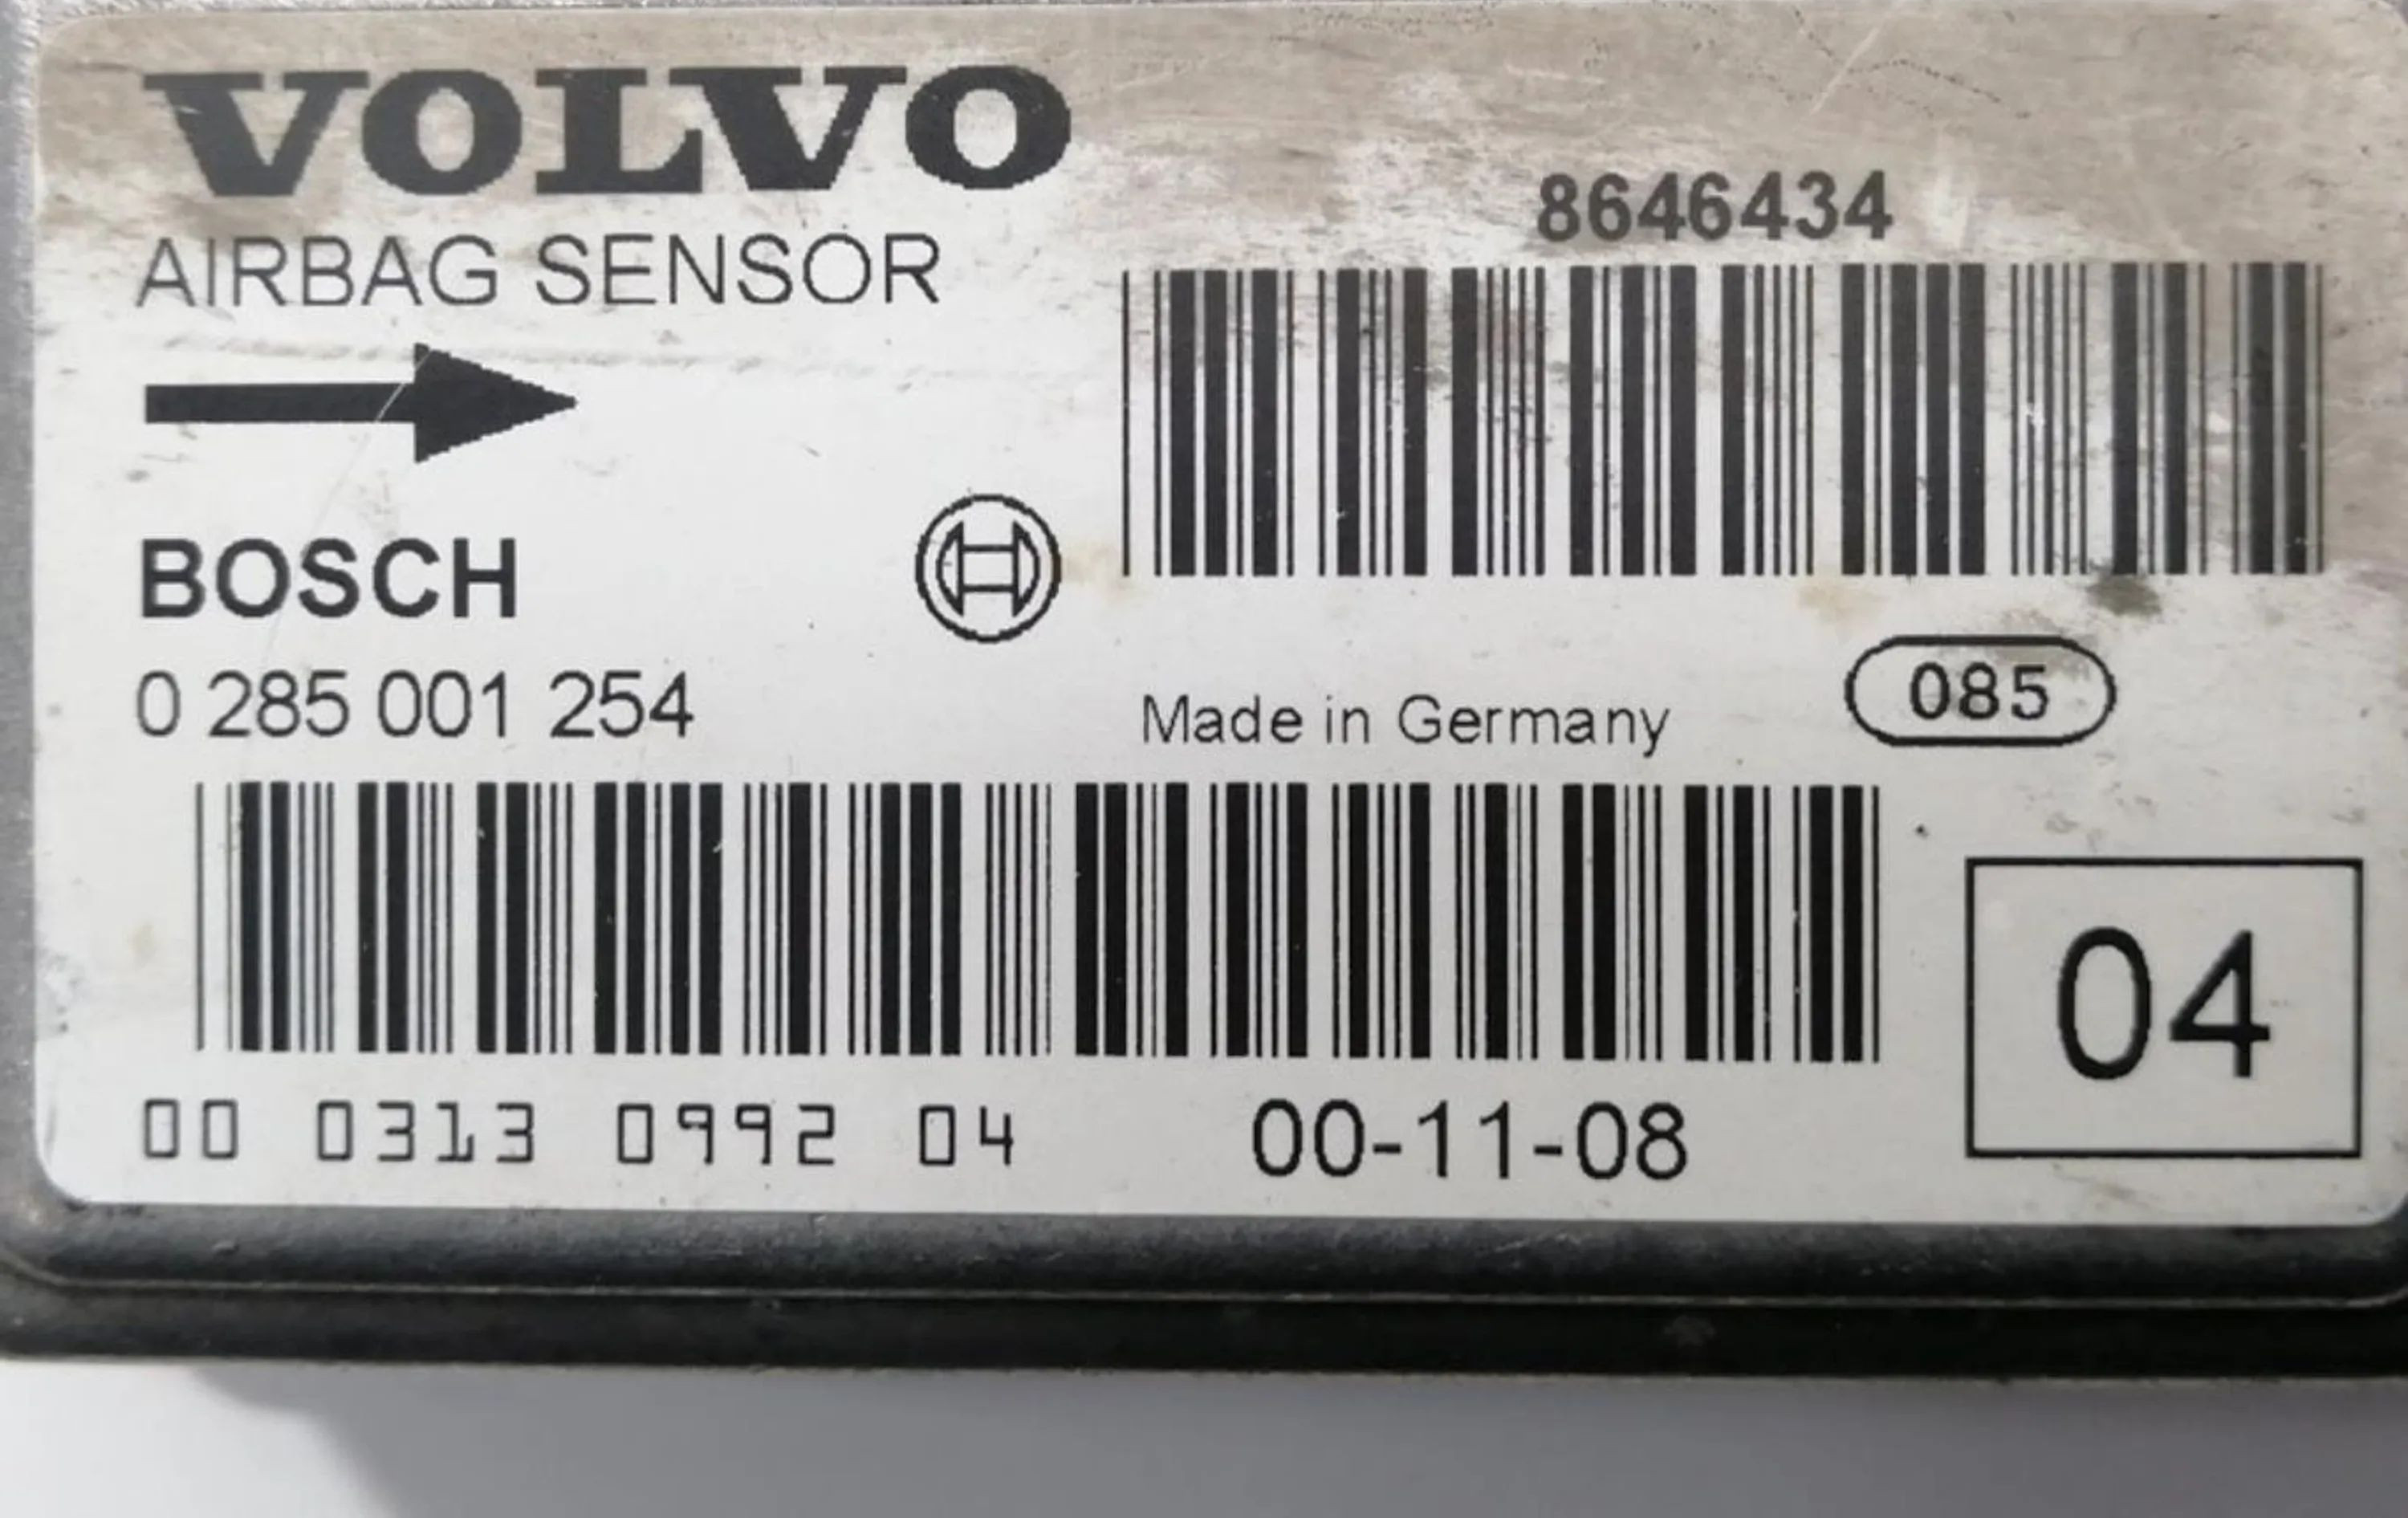 VOLVO
AIRBAG SENSOR
8646434
BOSCH
0 285 001 254
Made in Germany
085
04
00 0313 0992 04
00-11-08